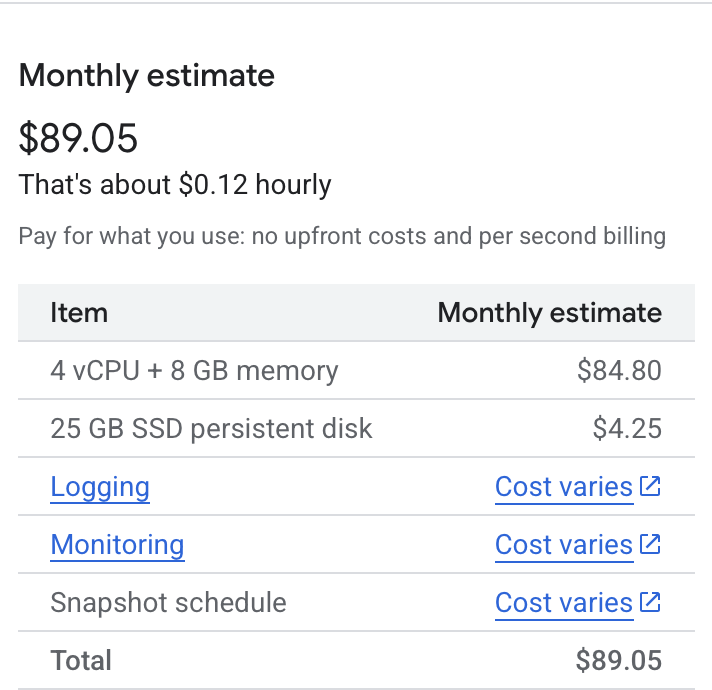 Monthly estimate
$89.05
That's about $0.12 hourly
Pay for what you use: no upfront costs and per second billing
Item Monthly estimate
4 vCPU + 8 GB memory $84.80
25 GB SSD persistent disk $4.25
Logging Cost varies
Monitoring Cost varies
Snapshot schedule Cost varies
Total $89.05